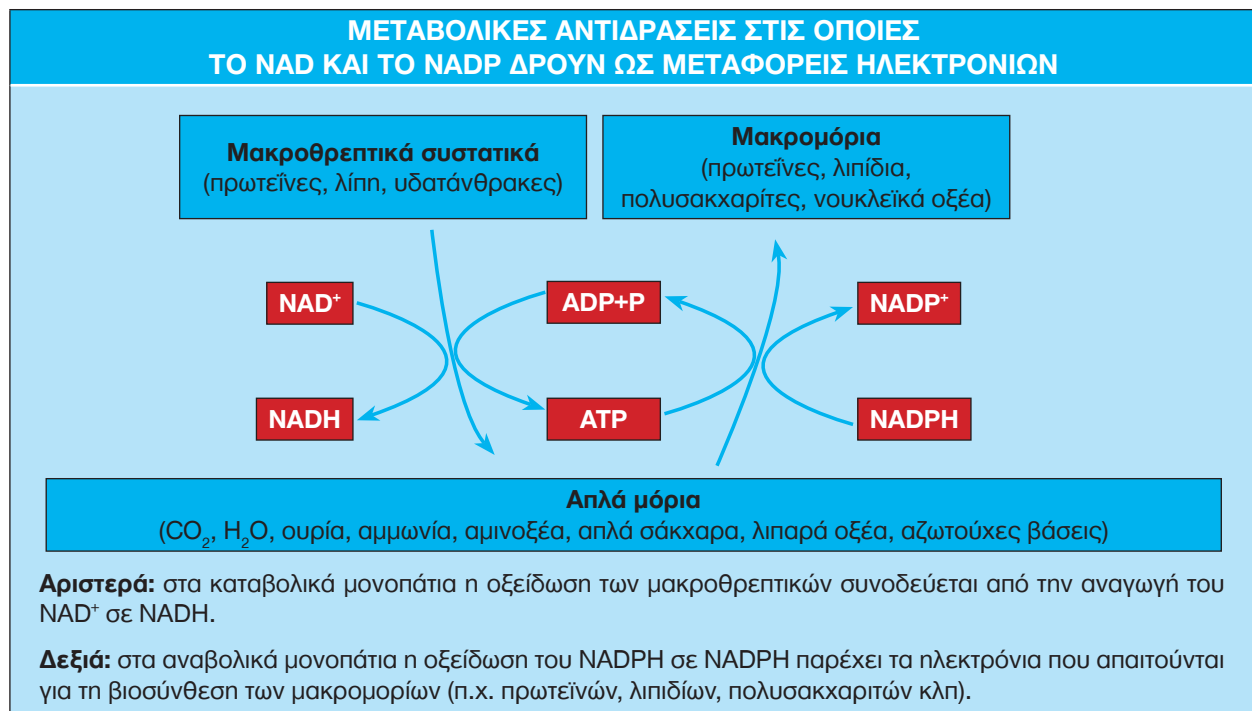 ΜΕΤΑΒΟΛΙΚΕΣ ΑΝΤΙΔΡΑΣΕΙΣ ΣΤΙΣ ΟΠΟΙΕΣ
ΤΟ NAD ΚΑΙ ΤΟ NADP ΔΡΟΥΝ ΩΣ ΜΕΤΑΦΟΡΕΙΣ ΗΛΕΚΤΡΟΝΙΩΝ
Μακροθρεπτικά συστατικά
(πρωτεΐνες, λίπη, υδατάνθρακες)
Μακρομόρια
(πρωτεΐνες, λιπίδια,
πολυσακχαρίτες, νουκλεϊκά οξέα)
NAD⁺
ADP+P
NADP⁺
NADH
ATP
NADPH
Απλά μόρια
(CO₂, H₂O, ουρία, αμμωνία, αμινοξέα, απλά σάκχαρα, λιπαρά οξέα, αζωτούχες βάσεις)
Αριστερά: στα καταβολικά μονοπάτια η οξείδωση των μακροθρεπτικών συνοδεύεται από την αναγωγή του
NAD⁺ σε NADH.
Δεξιά: στα αναβολικά μονοπάτια η οξείδωση του NADPH σε NADPH παρέχει τα ηλεκτρόνια που απαιτούνται
για τη βιοσύνθεση των μακρομορίων (π.χ. πρωτεϊνών, λιπιδίων, πολυσακχαριτών κλπ).